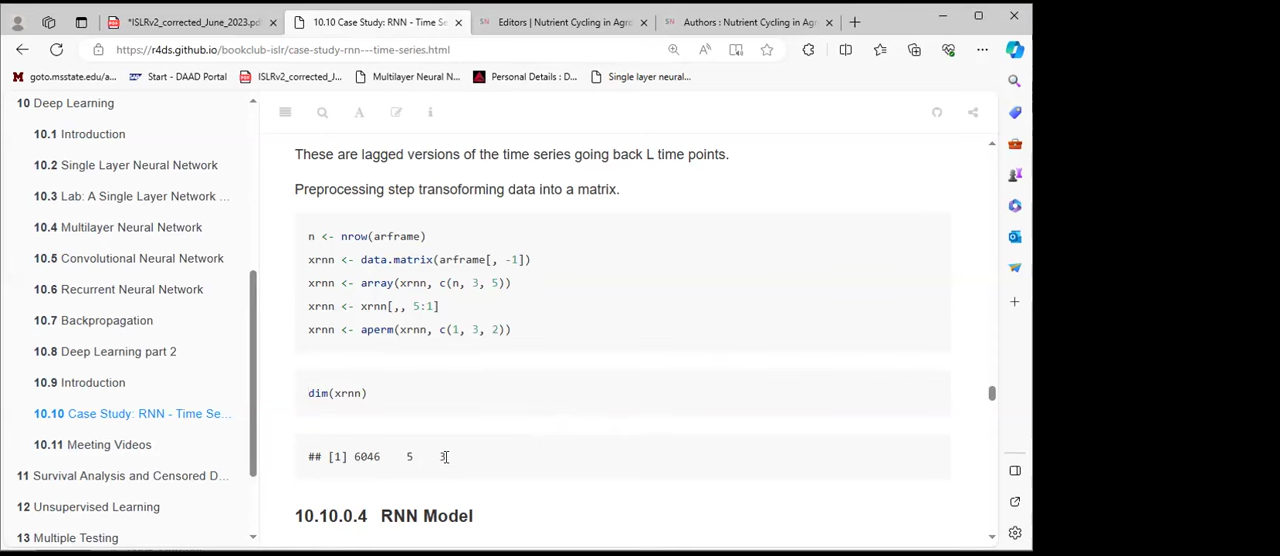 *ISLRv2_corrected_June_2023.pd
10.10 Case Study: RNN - Time Se
Editors | Nutrient Cycling in Agro
Authors : Nutrient Cycling in Ag
https://r4ds.github.io/bookclub-islr/case-study-rnn---time-series.html
goto.msstate.edu/a...
Start - DAAD Portal
ISLRv2_corrected_J...
Multilayer Neural N...
Personal Details : D...
Single layer neural...
10 Deep Learning
10.1 Introduction
10.2 Single Layer Neural Network
10.3 Lab: A Single Layer Network ...
10.4 Multilayer Neural Network
10.5 Convolutional Neural Network
10.6 Recurrent Neural Network
10.7 Backpropagation
10.8 Deep Learning part 2
10.9 Introduction
10.10 Case Study: RNN - Time Se...
10.11 Meeting Videos
11 Survival Analysis and Censored D...
12 Unsupervised Learning
13 Multiple Testing
These are lagged versions of the time series going back L time points.
Preprocessing step transoforming data into a matrix.
n <- nrow(arframe)
xrnn <- data.matrix(arframe[, -1])
xrnn <- array(xrnn, c(n, 3, 5))
xrnn <- xrnn[,, 5:1]
xrnn <- aperm(xrnn, c(1, 3, 2))
dim(xrnn)
## [1] 6046 5 3
10.10.0.4 RNN Model